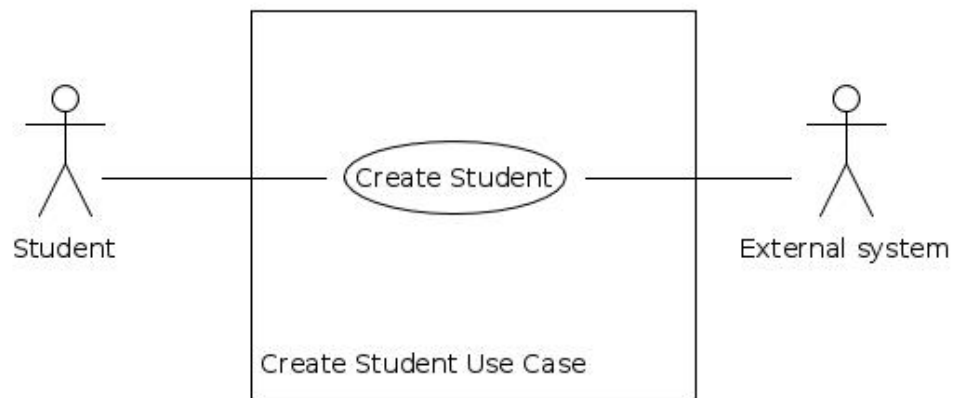 Create Student
Student
External system
Create Student Use Case